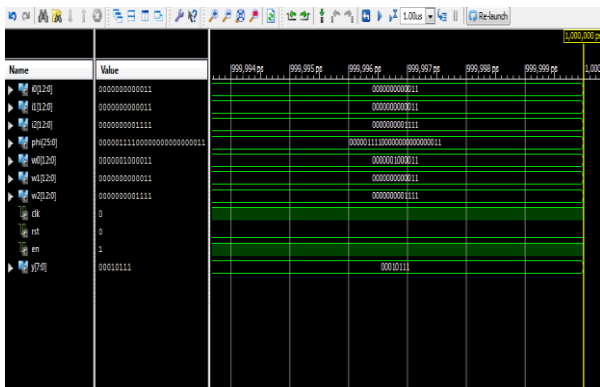 1.00us Re-launch
1,000,000 ps
Name Value 999,994 ps 999,995 ps 999,996 ps 999,997 ps 999,998 ps 999,999 ps 1,000
i0[12:0] 0000000000011 0000000000011
i1[12:0] 0000000000011 0000000000011
i2[12:0] 0000000001111 0000000001111
phi[25:0]
w0[12:0] 0000001000011 0000001000011
w1[12:0] 0000000000011 0000000000011
w2[12:0] 0000000001111 0000000001111
clk 0
rst 0
en 1
y[7:0] 00010111 00010111